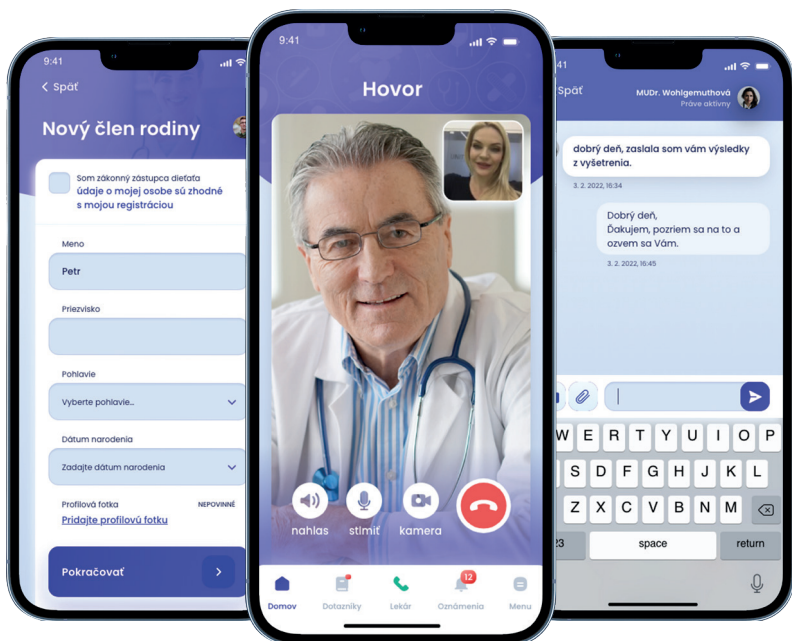 9:41
Späť
Nový člen rodiny
Som zákonný zástupca dieťaťa
údaje o mojej osobe sú zhodné
s mojou registráciou
Meno
Petr
Priezvisko
Pohlavie
Vyberte pohlavie...
Dátum narodenia
Zadajte dátum narodenia
Profilová fotka
NEPOVINNÉ
Pridajte profilovú fotku
Pokračovať
9:41
Hovor
nahlas
stlmiť
kamera
12
Domov
Dotazníky
Lekár
Oznámenia
Menu
41
Späť
MUDr. Wohlgemuthová
Práve aktívny
dobrý deň, zaslala som vám výsledky
z vyšetrenia.
3. 2. 2022, 16:34
Dobrý deň,
Ďakujem, pozriem sa na to a
ozvem sa Vám.
3. 2. 2022, 16:45
W E R T Y U I O P
S D F G H J K L
Z X C V B N M
space
return